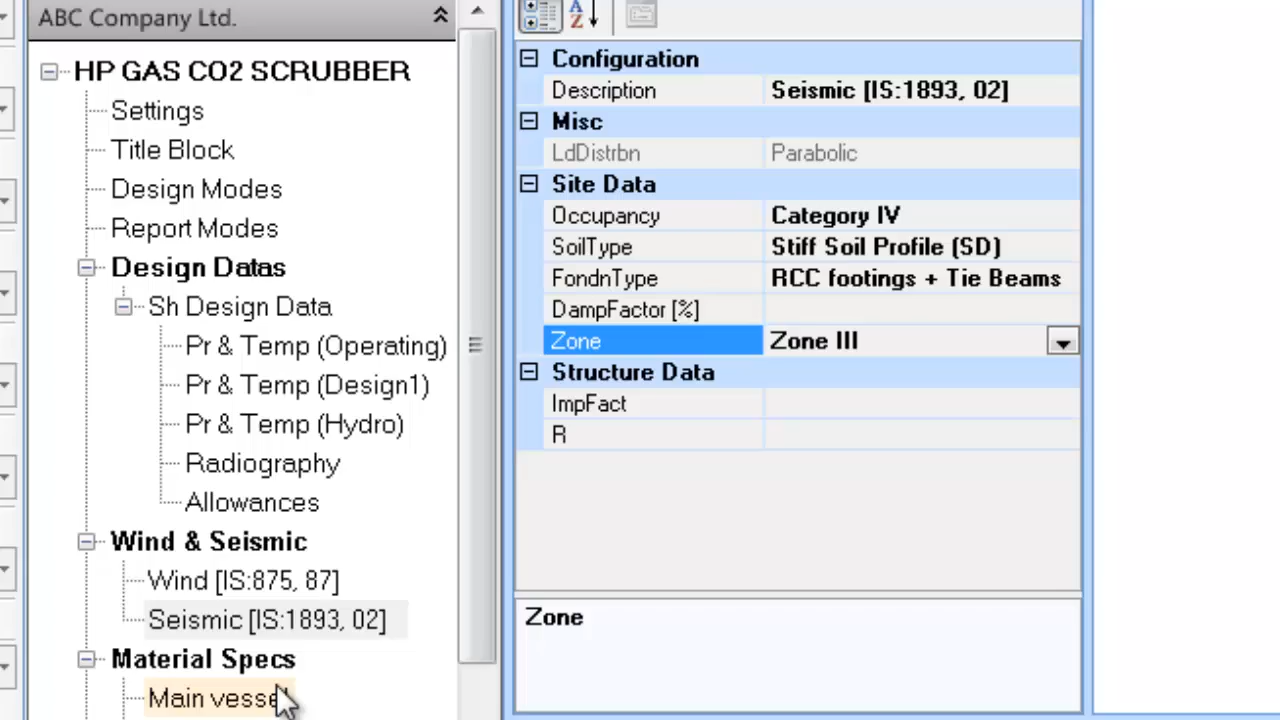 ABC Company Ltd.
HP GAS CO2 SCRUBBER
Settings
Title Block
Design Modes
Report Modes
Design Datas
Sh Design Data
Pr & Temp (Operating)
Pr & Temp (Design1)
Pr & Temp (Hydro)
Radiography
Allowances
Wind & Seismic
Wind [IS:875, 87]
Seismic [IS:1893, 02]
Material Specs
Main vessel
A Z
Configuration
Description Seismic [IS:1893, 02]
Misc
LdDistrbn Parabolic
Site Data
Occupancy Category IV
SoilType Stiff Soil Profile (SD)
FondnType RCC footings + Tie Beams
DampFactor [%]
Zone Zone III
Structure Data
ImpFact
R
Zone